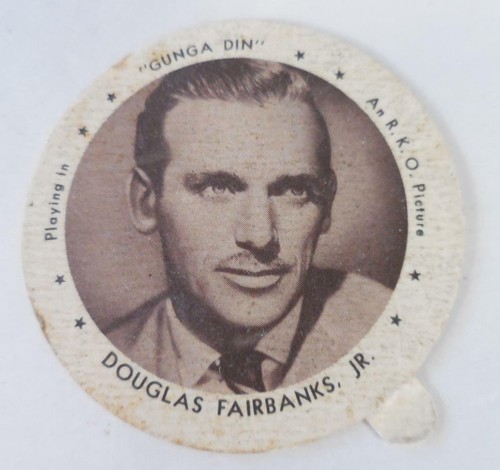 Playing in
"GUNGA DIN"
An R.K.O. Picture
DOUGLAS FAIRBANKS, JR.